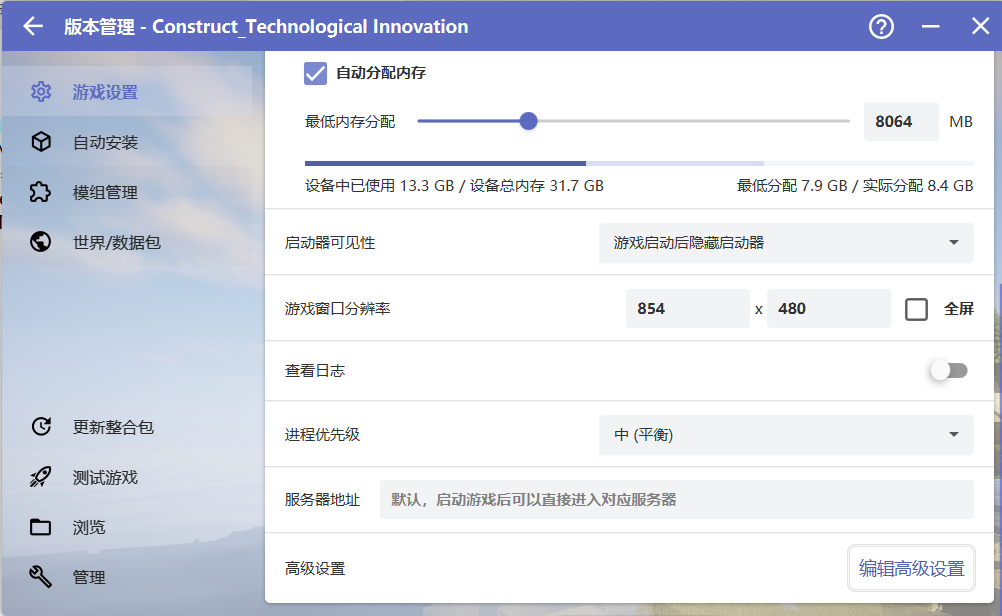 版本管理 - Construct_Technological Innovation
游戏设置
自动安装
模组管理
世界/数据包
更新整合包
测试游戏
浏览
管理
自动分配内存
最低内存分配 8064 MB
设备中已使用 13.3 GB / 设备总内存 31.7 GB 最低分配 7.9 GB / 实际分配 8.4 GB
启动器可见性 游戏启动后隐藏启动器
游戏窗口分辨率 854 x 480 全屏
查看日志
进程优先级 中 (平衡)
服务器地址 默认，启动游戏后可以直接进入对应服务器
高级设置 编辑高级设置